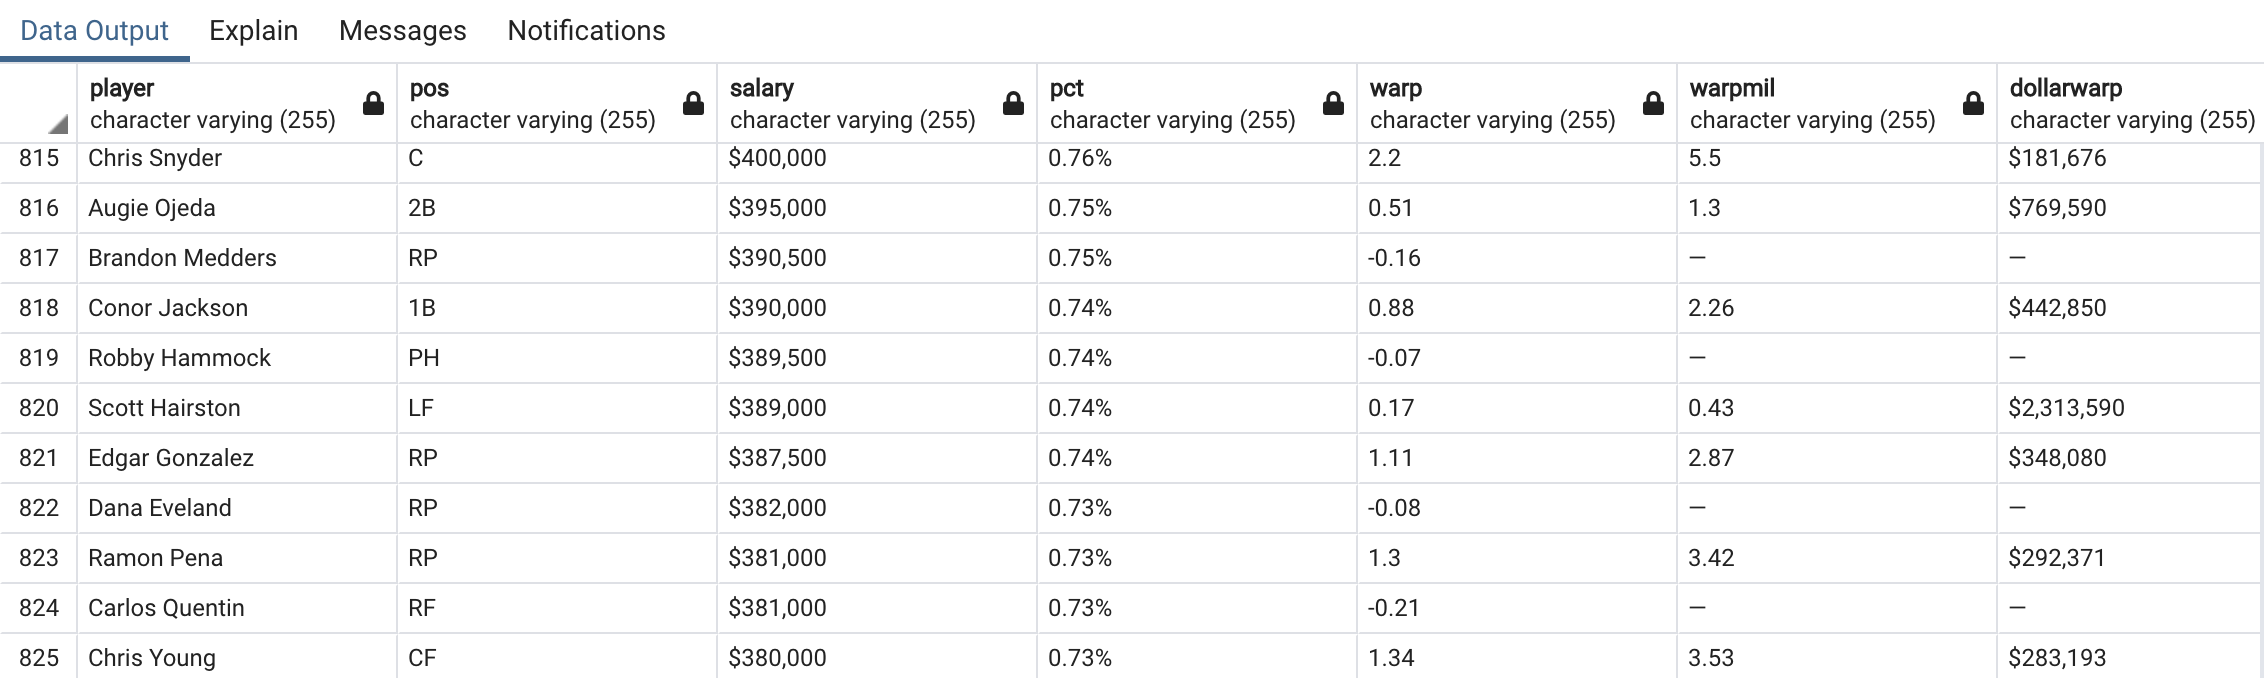 Data Output Explain Messages Notifications
player pos salary pct warp warpmil dollarwarp
character varying (255) character varying (255) character varying (255) character varying (255) character varying (255) character varying (255) character varying (255)
815 Chris Snyder C $400,000 0.76% 2.2 5.5 $181,676
816 Augie Ojeda 2B $395,000 0.75% 0.51 1.3 $769,590
817 Brandon Medders RP $390,500 0.75% -0.16 — —
818 Conor Jackson 1B $390,000 0.74% 0.88 2.26 $442,850
819 Robby Hammock PH $389,500 0.74% -0.07 — —
820 Scott Hairston LF $389,000 0.74% 0.17 0.43 $2,313,590
821 Edgar Gonzalez RP $387,500 0.74% 1.11 2.87 $348,080
822 Dana Eveland RP $382,000 0.73% -0.08 — —
823 Ramon Pena RP $381,000 0.73% 1.3 3.42 $292,371
824 Carlos Quentin RF $381,000 0.73% -0.21 — —
825 Chris Young CF $380,000 0.73% 1.34 3.53 $283,193